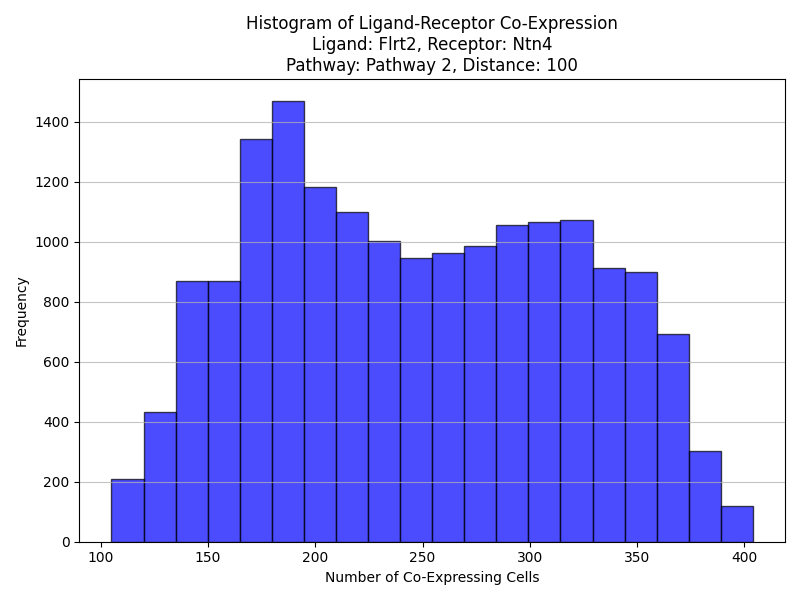 Histogram of Ligand-Receptor Co-Expression
Ligand: Flrt2, Receptor: Ntn4
Pathway: Pathway 2, Distance: 100
1400
1200
1000
800
600
400
200
0
Frequency
100 150 200 250 300 350 400
Number of Co-Expressing Cells